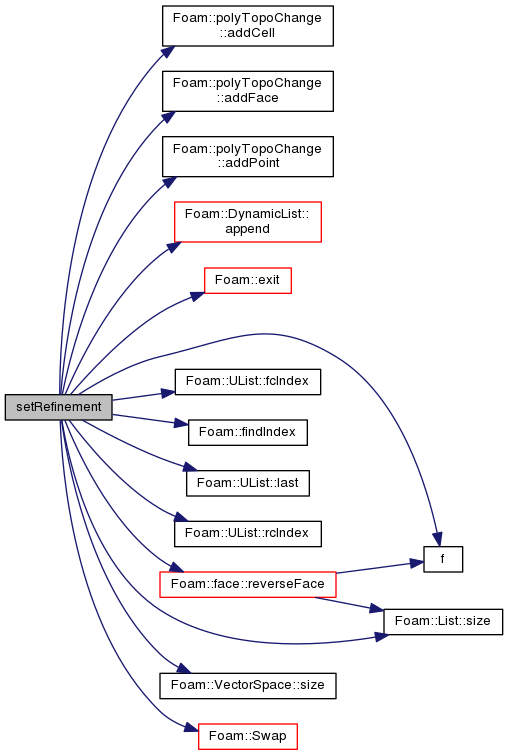 Foam::polyTopoChange
::addCell
Foam::polyTopoChange
::addFace
Foam::polyTopoChange
::addPoint
Foam::DynamicList::
append
Foam::exit
Foam::UList::fcIndex
setRefinement
Foam::findIndex
Foam::UList::last
Foam::UList::rcIndex
f
Foam::face::reverseFace
Foam::List::size
Foam::VectorSpace::size
Foam::Swap